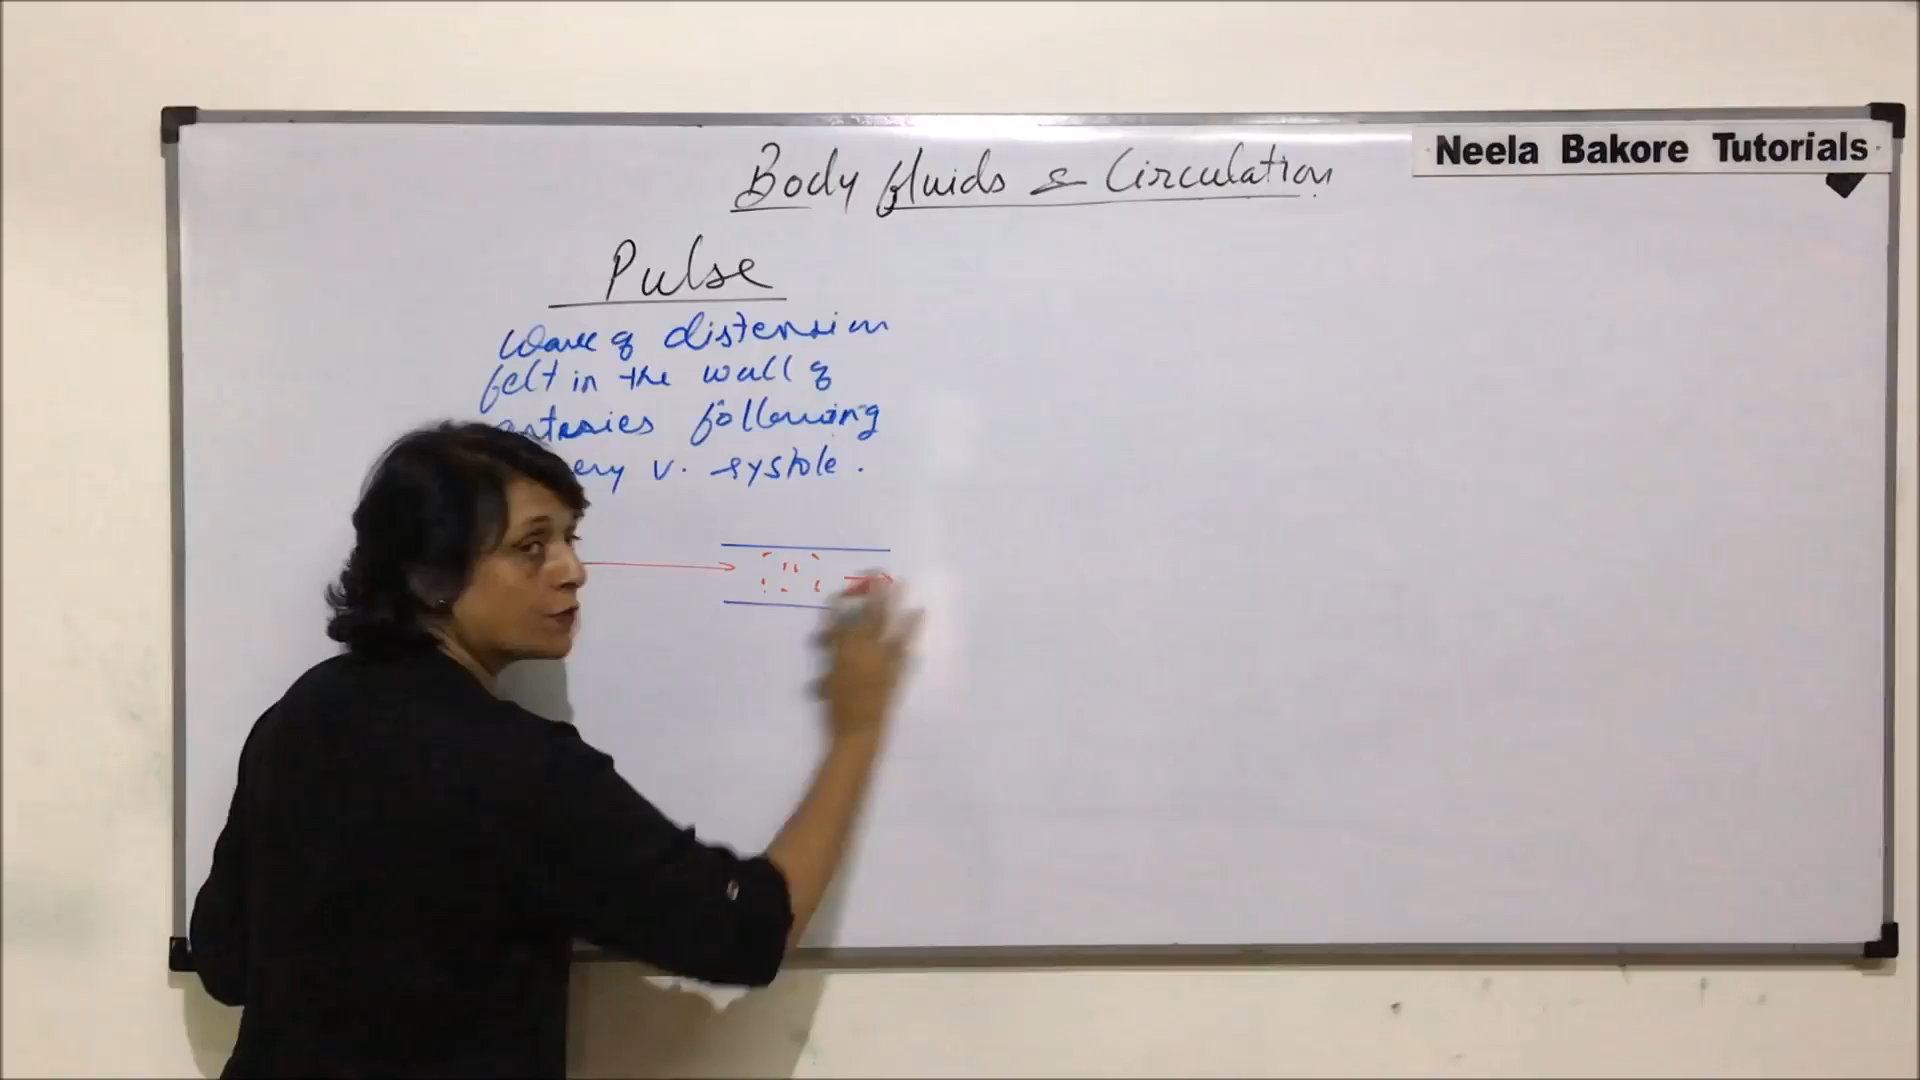 Body fluids & Circulation
Neela Bakore Tutorials
Pulse
Wave of distension
felt in the wall of
arteries following
ery v. systole.